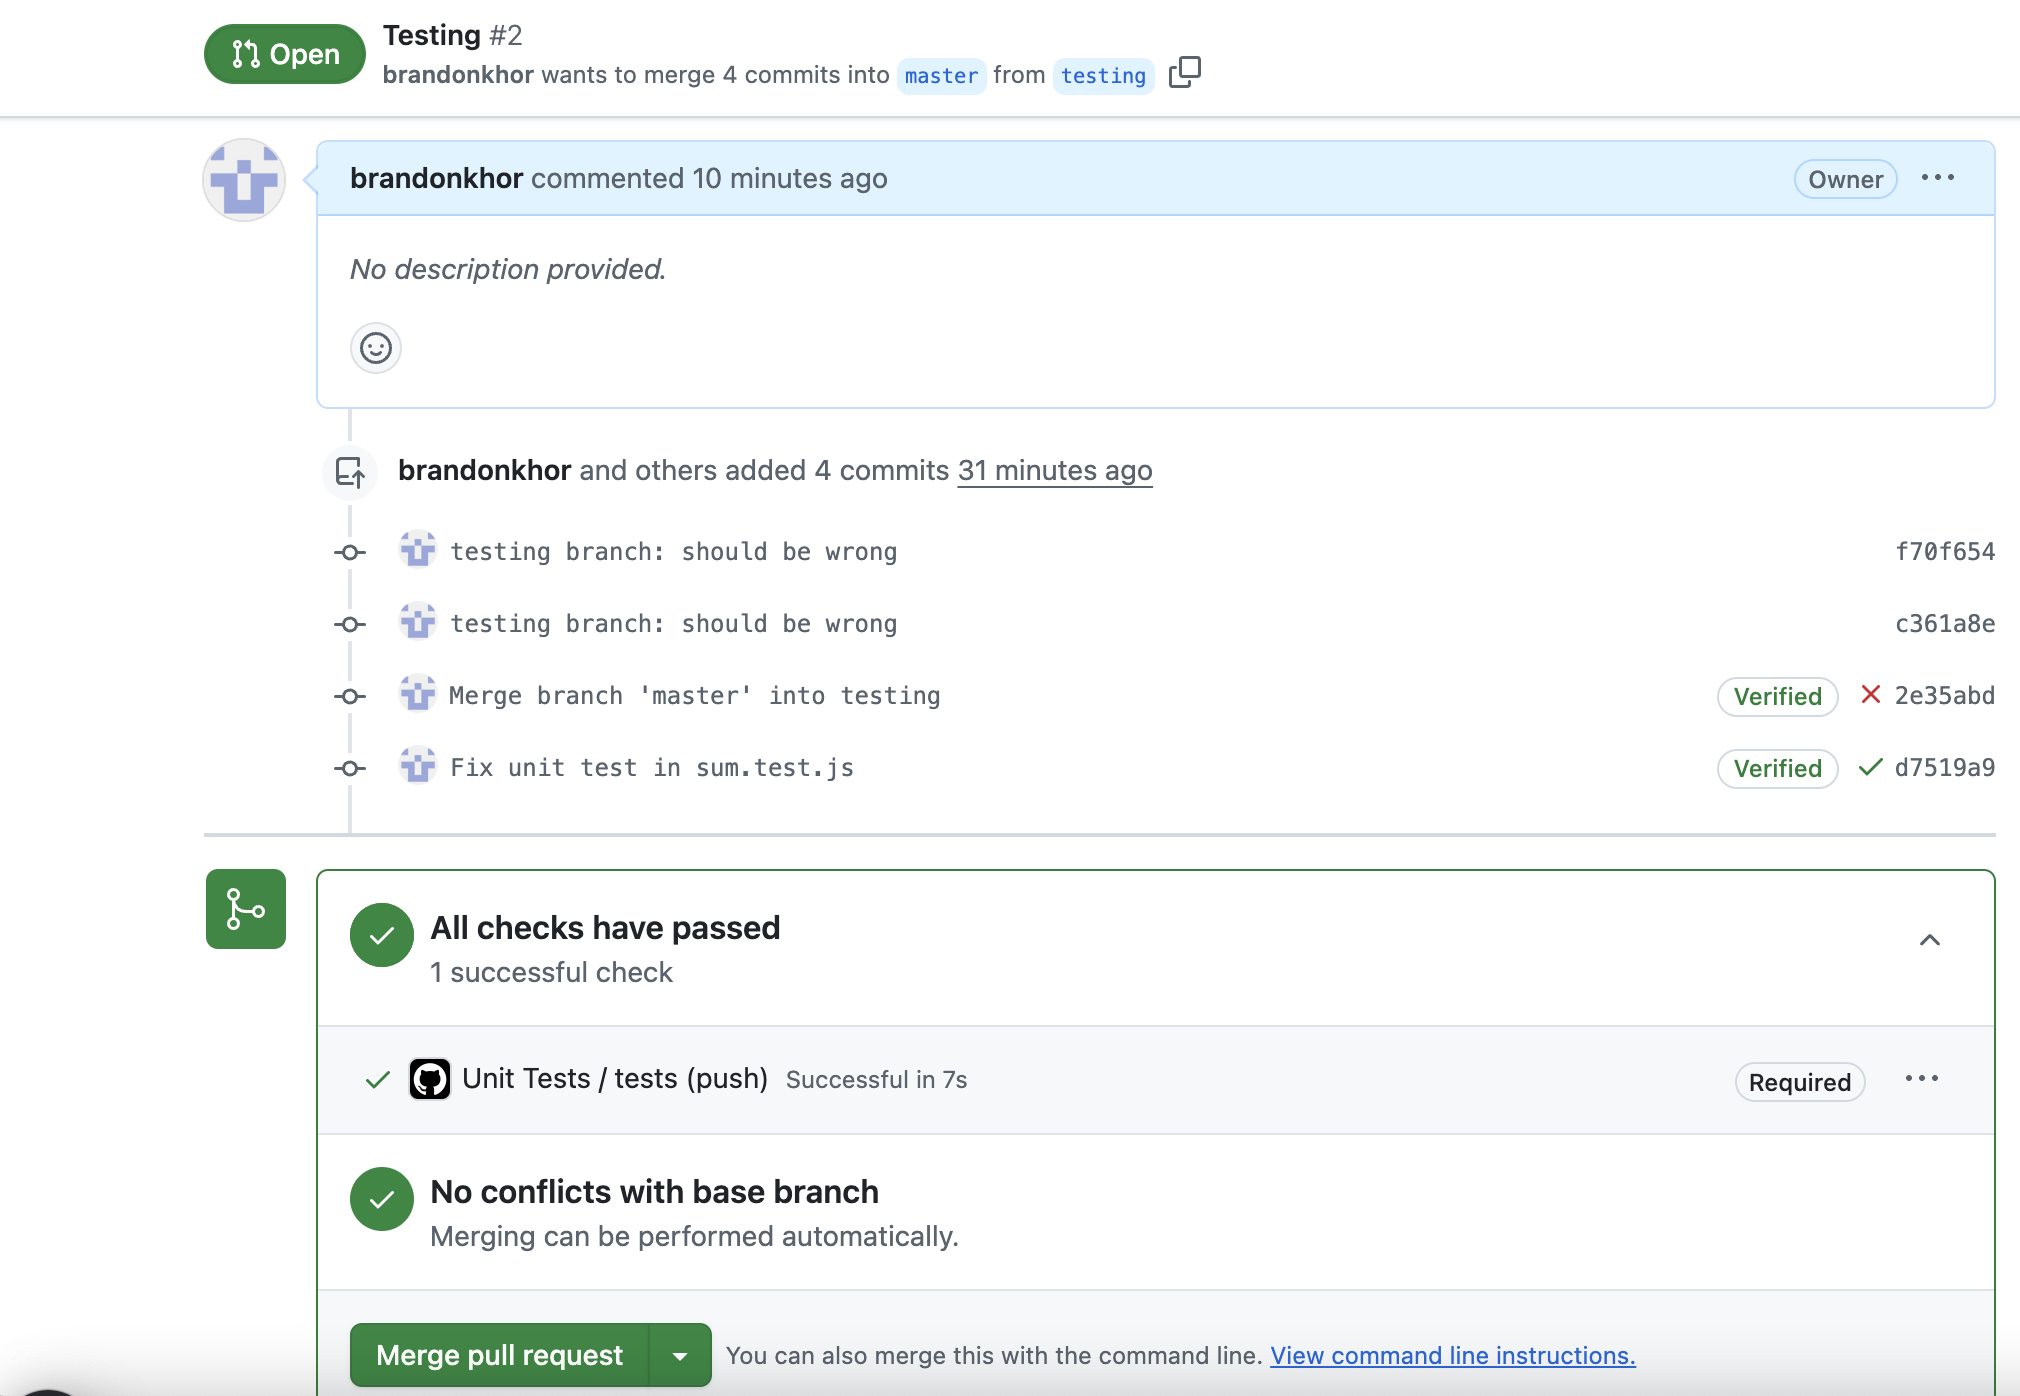 Open
Testing #2
brandonkhor wants to merge 4 commits into master from testing
brandonkhor commented 10 minutes ago
Owner
No description provided.
brandonkhor and others added 4 commits 31 minutes ago
testing branch: should be wrong f70f654
testing branch: should be wrong c361a8e
Merge branch 'master' into testing Verified 2e35abd
Fix unit test in sum.test.js Verified d7519a9
All checks have passed
1 successful check
Unit Tests / tests (push) Successful in 7s Required
No conflicts with base branch
Merging can be performed automatically.
Merge pull request You can also merge this with the command line. View command line instructions.